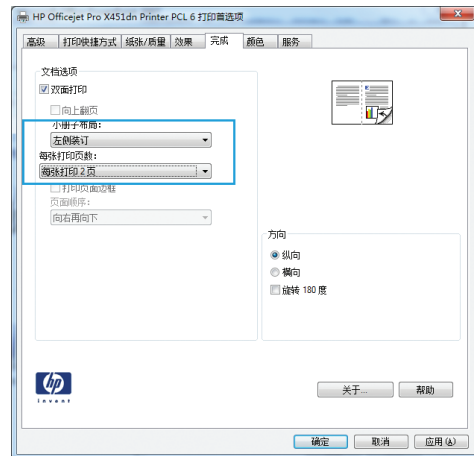 HP Officejet Pro X451dn Printer PCL 6 打印首选项
高级 打印快捷方式 纸张/质量 效果 完成 颜色 服务
文档选项
双面打印
向上翻页
小册子布局:
左侧装订
每张打印页数:
每张打印 2 页
打印页面边框
页面顺序:
向右再向下
方向
纵向
横向
旋转 180 度
hp
invent
关于... 帮助
确定 取消 应用(A)